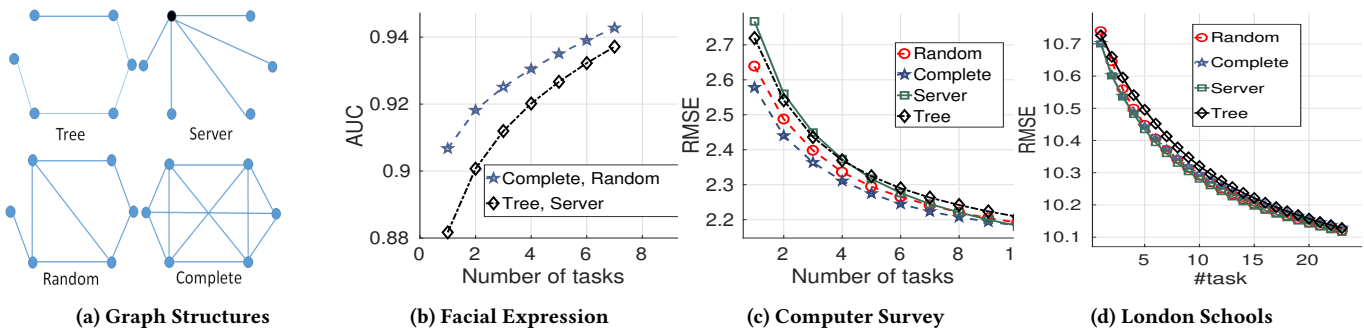 Tree
Server
Random
Complete
(a) Graph Structures
AUC
0.94
0.92
0.9
0.88
0
2
4
6
8
Number of tasks
Complete, Random
Tree, Server
(b) Facial Expression
RMSE
2.7
2.6
2.5
2.4
2.3
2.2
2
4
6
8
1
Number of tasks
Random
Complete
Server
Tree
(c) Computer Survey
RMSE
10.7
10.6
10.5
10.4
10.3
10.2
10.1
5
10
15
20
#task
Random
Complete
Server
Tree
(d) London Schools